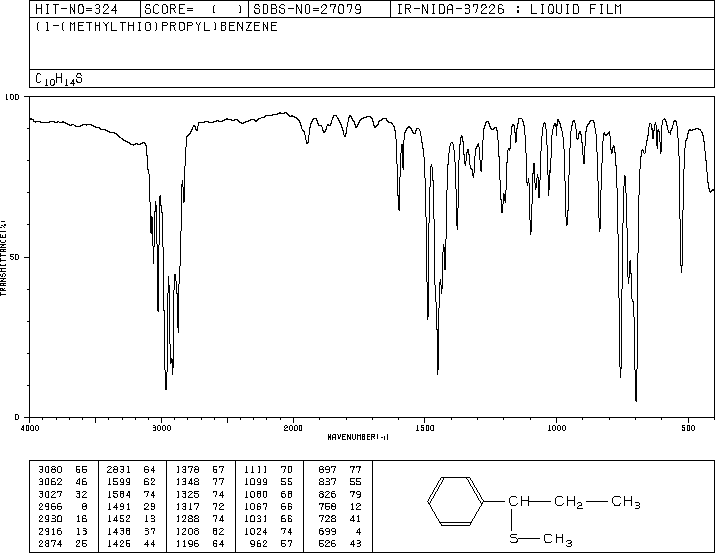 HIT-NO=324 SCORE= ( ) SDBS-NO=27079 IR-NIDA-37226 : LIQUID FILM
(1-(METHYLTHIO)PROPYL)BENZENE
C10H14S
100
50
0
TRANSMITTANCE(%)
4000 3000 2000 1500 1000 500
WAVENUMBER(-1)
3080 55 2831 64 1378 57 1111 70 897 77
3062 46 1599 62 1348 77 1099 55 837 55
3027 32 1584 74 1325 74 1080 68 826 79
2966 8 1491 29 1317 72 1067 66 758 12
2930 16 1452 13 1288 74 1031 66 728 41
2916 13 1438 37 1208 62 1024 74 699 4
2874 25 1426 44 1196 64 962 57 526 43
CH CH2 CH3
S CH3